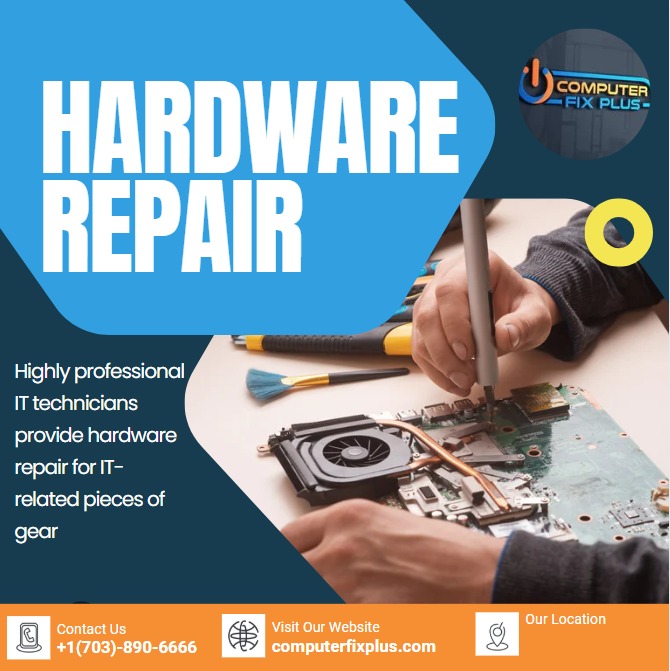 HARDWARE
REPAIR
COMPUTER
FIX PLUS
Highly professional
IT technicians
provide hardware
repair for IT-
related pieces of
gear
Contact Us
+1(703)-890-6666
Visit Our Website
computerfixplus.com
Our Location